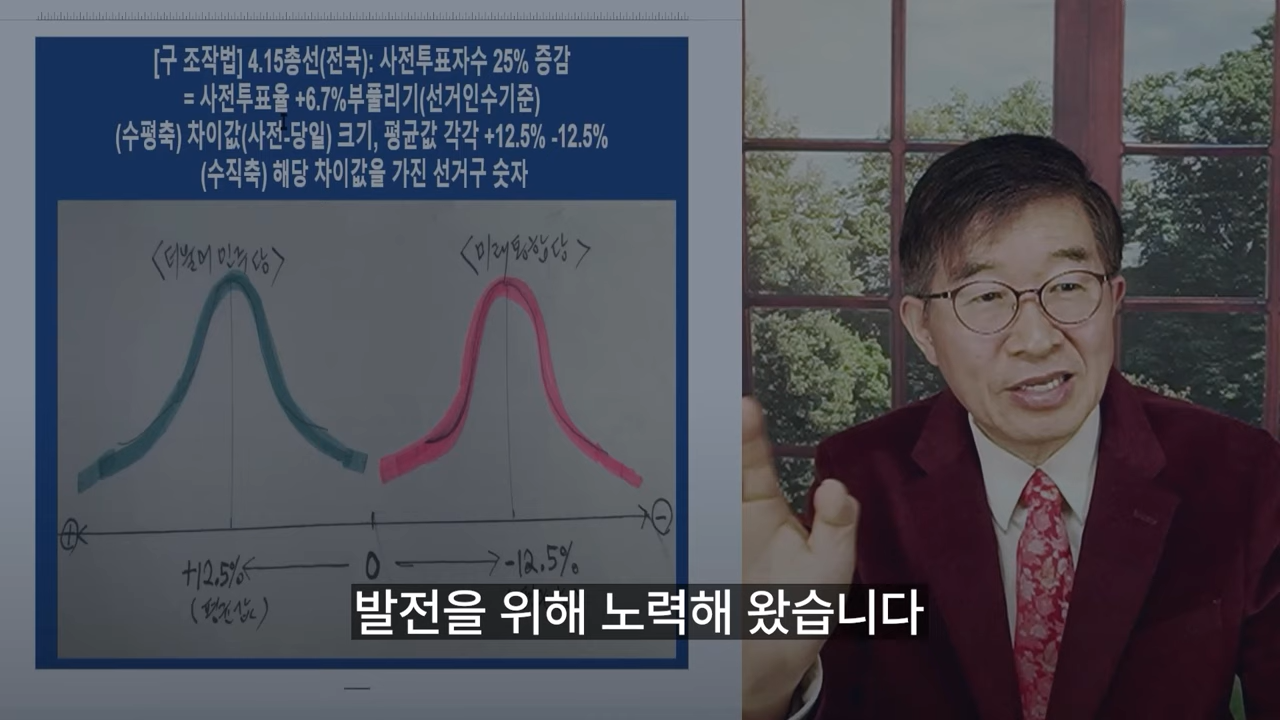 [구 조작법] 4.15총선(전국): 사전투표자수 25% 증감
= 사전투표율 +6.7%부풀리기(선거인수기준)
(수평축) 차이값(사전-당일) 크기, 평균값 각각 +12.5% -12.5%
(수직축) 해당 차이값을 가진 선거구 숫자
<더불어 민주당> <미래통합당>
+ -
+12.5% 0 -12.5%
(평균값)
발전을 위해 노력해 왔습니다